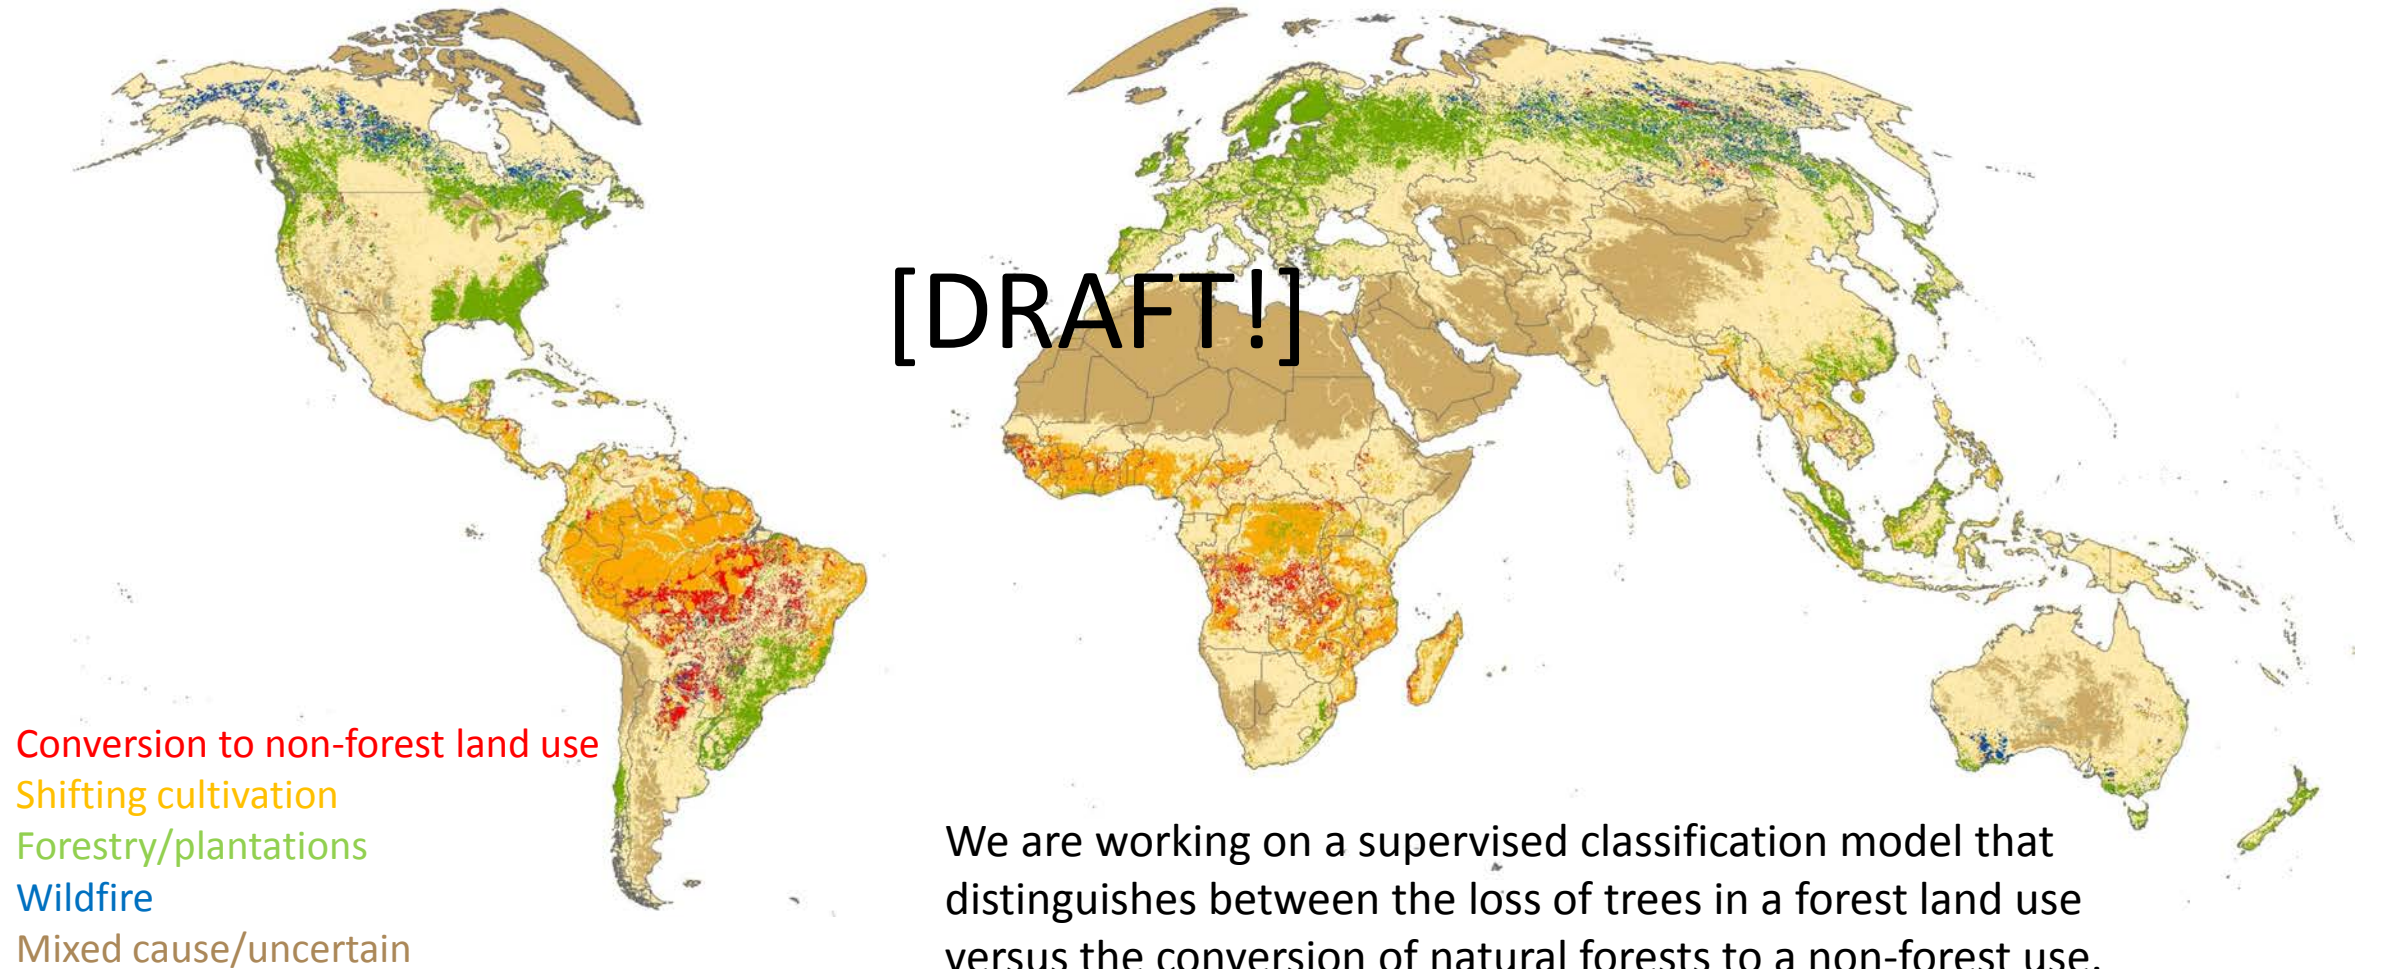 [DRAFT!]
Conversion to non-forest land use
Shifting cultivation
Forestry/plantations
Wildfire
Mixed cause/uncertain
We are working on a supervised classification model that
distinguishes between the loss of trees in a forest land use
versus the conversion of natural forests to a non-forest use.